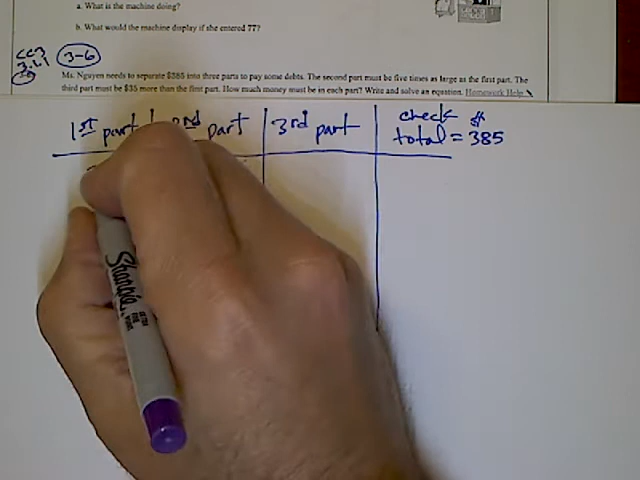 a. What is the machine doing?
b. What would the machine display if she entered 77?
3-6
Ms. Nguyen needs to separate $385 into three parts to pay some debts. The second part must be five times as large as the first part. The
third part must be $35 more than the first part. How much money must be in each part? Write and solve an equation. Homework Help
1st part 2nd part 3rd part check $
total = 385
Sharpie